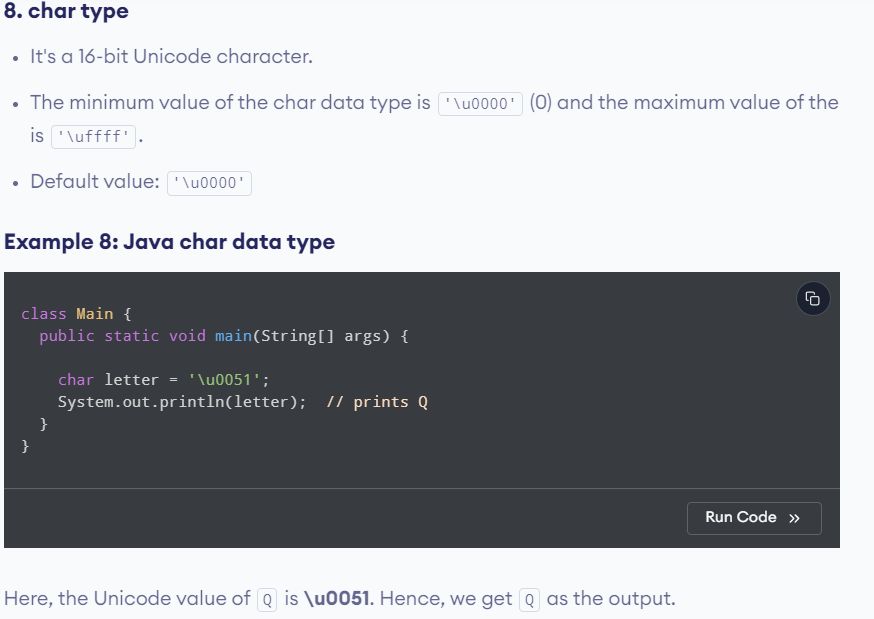 8. char type
• It's a 16-bit Unicode character.
• The minimum value of the char data type is '\u0000' (0) and the maximum value of the
is '\uffff' .
• Default value: '\u0000'
Example 8: Java char data type
class Main {
  public static void main(String[] args) {
    char letter = '\u0051';
    System.out.println(letter);  // prints Q
  }
}
Run Code »
Here, the Unicode value of Q is \u0051. Hence, we get Q as the output.